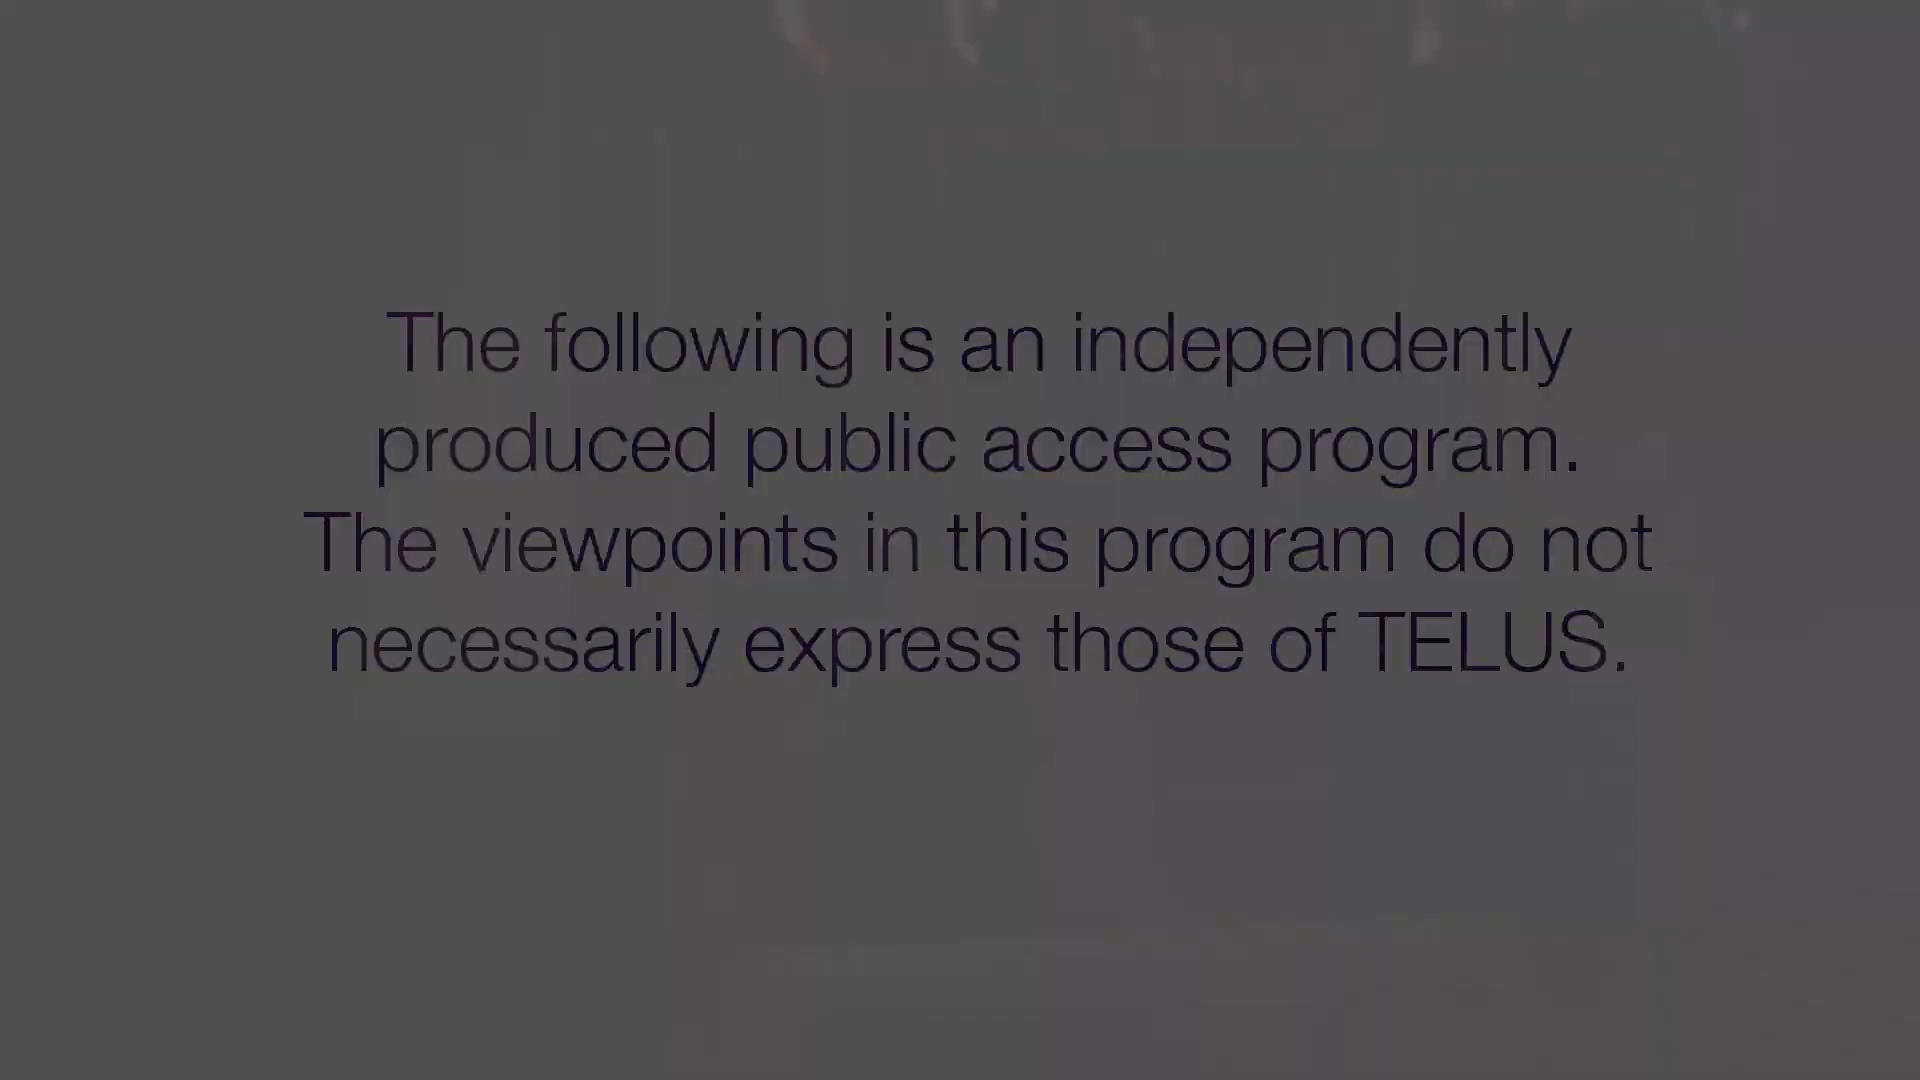 The following is an independently
produced public access program.
The viewpoints in this program do not
necessarily express those of TELUS.